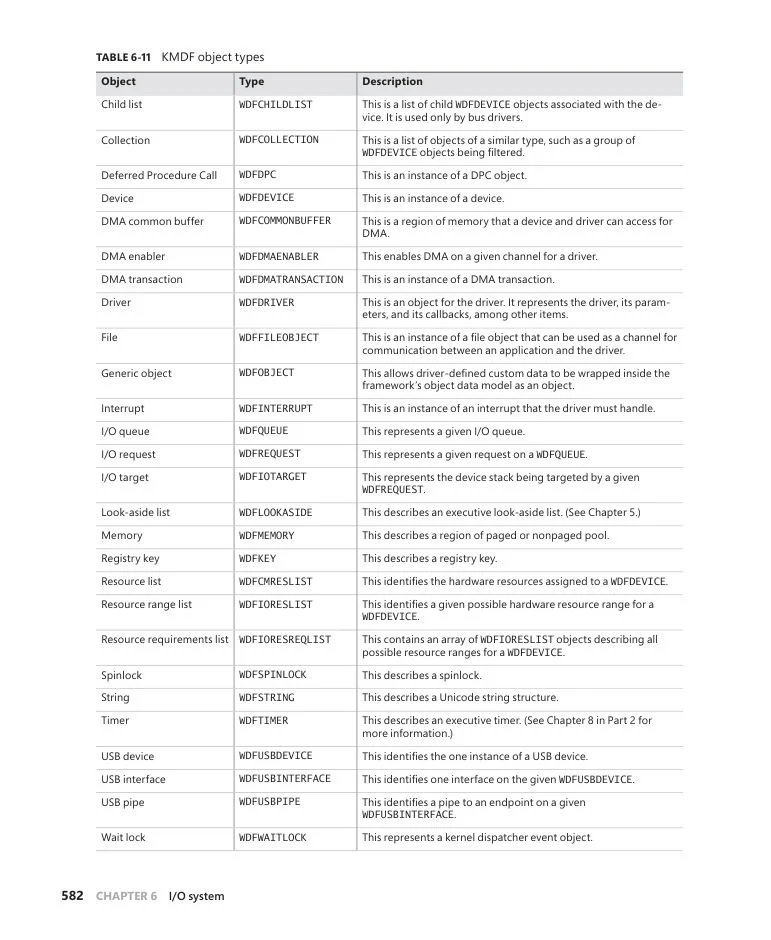 TABLE 6-11 KMDF object types
Object Type Description
Child list WDFCHILDLIST This is a list of child WDFDEVICE objects associated with the de-
vice. It is used only by bus drivers.
Collection WDFCOLLECTION This is a list of objects of a similar type, such as a group of
WDFDEVICE objects being filtered.
Deferred Procedure Call WDFDPC This is an instance of a DPC object.
Device WDFDEVICE This is an instance of a device.
DMA common buffer WDFCOMMONBUFFER This is a region of memory that a device and driver can access for
DMA.
DMA enabler WDFDMAENABLER This enables DMA on a given channel for a driver.
DMA transaction WDFDMATRANSACTION This is an instance of a DMA transaction.
Driver WDFDRIVER This is an object for the driver. It represents the driver, its param-
eters, and its callbacks, among other items.
File WDFFILEOBJECT This is an instance of a file object that can be used as a channel for
communication between an application and the driver.
Generic object WDFOBJECT This allows driver-defined custom data to be wrapped inside the
framework's object data model as an object.
Interrupt WDFINTERRUPT This is an instance of an interrupt that the driver must handle.
I/O queue WDFQUEUE This represents a given I/O queue.
I/O request WDFREQUEST This represents a given request on a WDFQUEUE.
I/O target WDFIOTARGET This represents the device stack being targeted by a given
WDFREQUEST.
Look-aside list WDFLOOKASIDE This describes an executive look-aside list. (See Chapter 5.)
Memory WDFMEMORY This describes a region of paged or nonpaged pool.
Registry key WDFKEY This describes a registry key.
Resource list WDFCMRESLIST This identifies the hardware resources assigned to a WDFDEVICE.
Resource range list WDFIORESLIST This identifies a given possible hardware resource range for a
WDFDEVICE.
Resource requirements list WDFIORESREQLIST This contains an array of WDFIORESLIST objects describing all
possible resource ranges for a WDFDEVICE.
Spinlock WDFSPINLOCK This describes a spinlock.
String WDFSTRING This describes a Unicode string structure.
Timer WDFTIMER This describes an executive timer. (See Chapter 8 in Part 2 for
more information.)
USB device WDFUSBDEVICE This identifies the one instance of a USB device.
USB interface WDFUSBINTERFACE This identifies one interface on the given WDFUSBDEVICE.
USB pipe WDFUSBPIPE This identifies a pipe to an endpoint on a given
WDFUSBINTERFACE.
Wait lock WDFWAITLOCK This represents a kernel dispatcher event object.
582 CHAPTER 6 I/O system